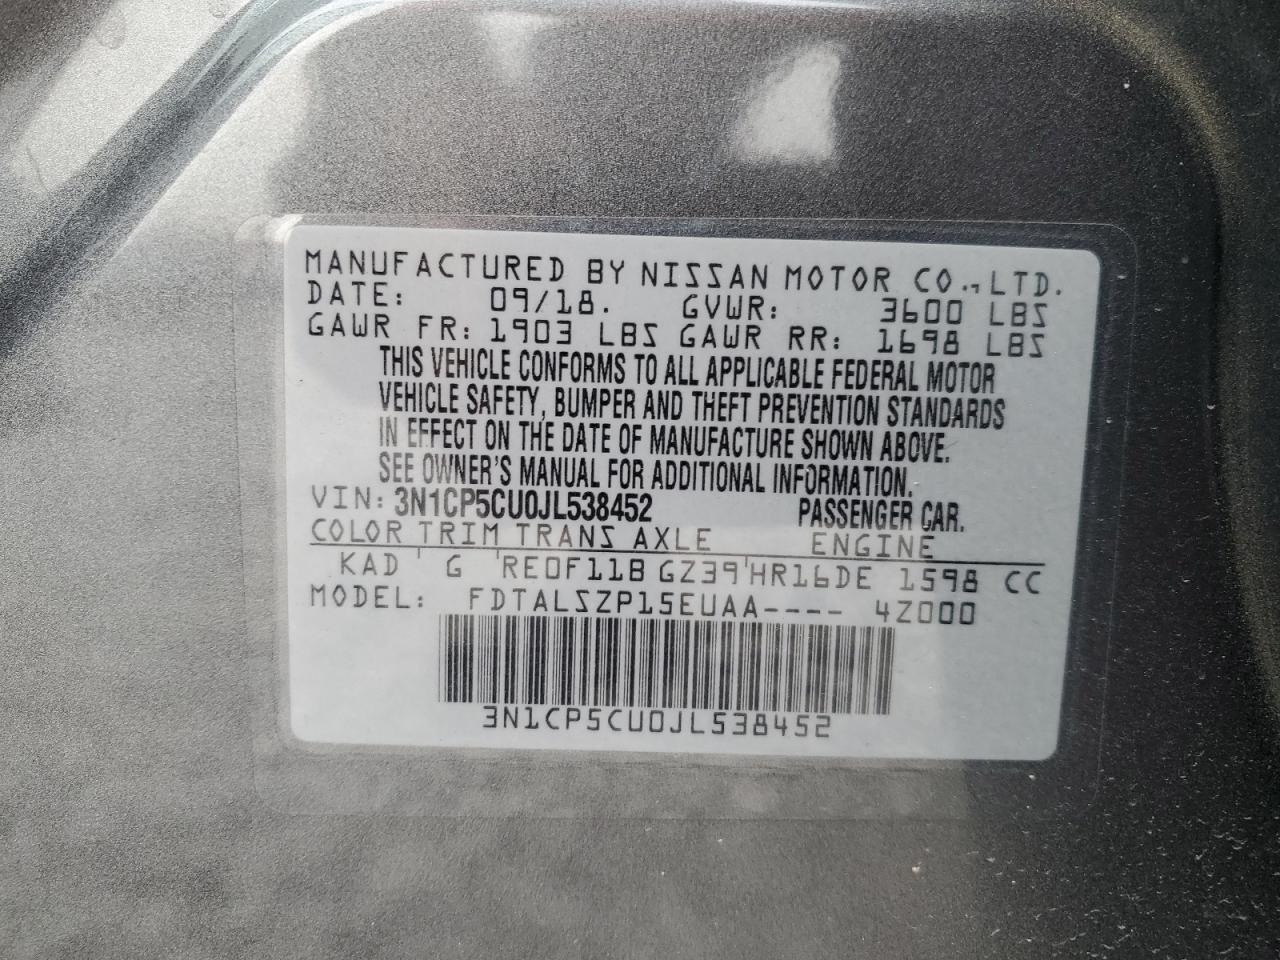 MANUFACTURED BY NISSAN MOTOR CO., LTD.
DATE: 09/18. GVWR: 3600 LBS
GAWR FR: 1903 LBS GAWR RR: 1698 LBS
THIS VEHICLE CONFORMS TO ALL APPLICABLE FEDERAL MOTOR
VEHICLE SAFETY, BUMPER AND THEFT PREVENTION STANDARDS
IN EFFECT ON THE DATE OF MANUFACTURE SHOWN ABOVE.
SEE OWNER'S MANUAL FOR ADDITIONAL INFORMATION.
VIN: 3N1CP5CU0JL538452 PASSENGER CAR.
COLOR TRIM TRANS AXLE ENGINE
KAD ' G 'RE0F11B GZ39'HR16DE 1598 CC
MODEL: FDTALSZP15EUAA---- 4Z000
3N1CP5CU0JL538452